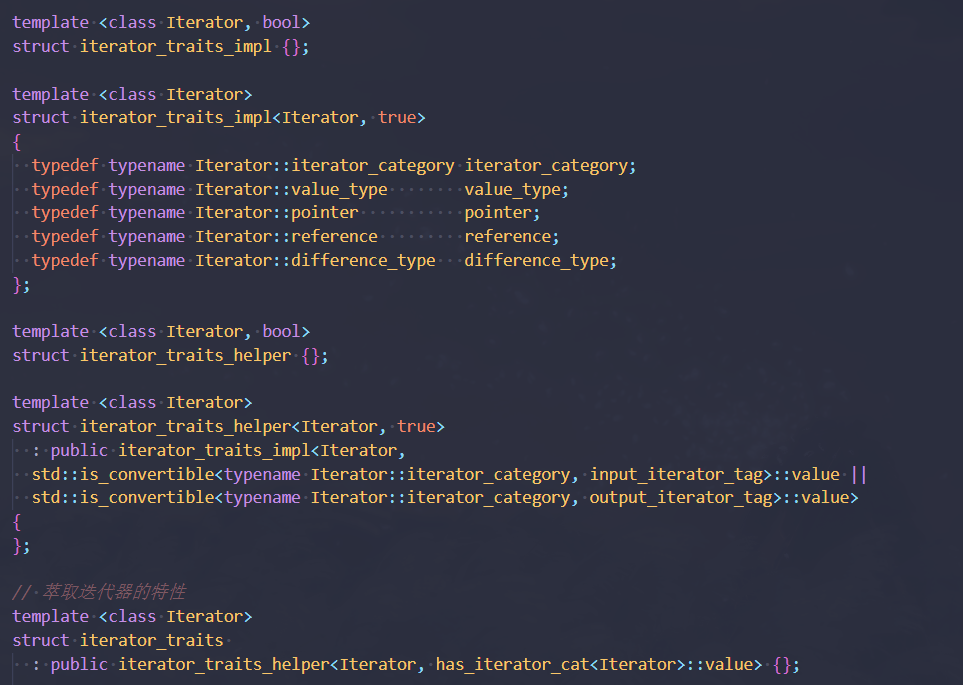 template <class Iterator, bool>
struct iterator_traits_impl {};

template <class Iterator>
struct iterator_traits_impl<Iterator, true>
{
  typedef typename Iterator::iterator_category iterator_category;
  typedef typename Iterator::value_type        value_type;
  typedef typename Iterator::pointer           pointer;
  typedef typename Iterator::reference         reference;
  typedef typename Iterator::difference_type   difference_type;
};

template <class Iterator, bool>
struct iterator_traits_helper {};

template <class Iterator>
struct iterator_traits_helper<Iterator, true>
  : public iterator_traits_impl<Iterator,
  std::is_convertible<typename Iterator::iterator_category, input_iterator_tag>::value ||
  std::is_convertible<typename Iterator::iterator_category, output_iterator_tag>::value>
{
};

// 萃取迭代器的特性
template <class Iterator>
struct iterator_traits
  : public iterator_traits_helper<Iterator, has_iterator_cat<Iterator>::value> {};